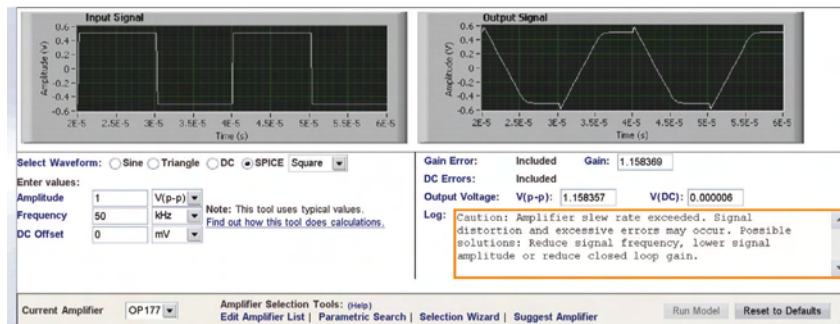 Input Signal
Output Signal
Amplitude (V)
0.6
0.4
0.2
0
-0.2
-0.4
-0.6
2E-5 2.5E-5 3E-5 3.5E-5 4E-5 4.5E-5 5E-5 5.5E-5 6E-5
Time (s)
Amplitude (V)
0.6
0.4
0.2
0
-0.2
-0.4
-0.6
2E-5 2.5E-5 3E-5 3.5E-5 4E-5 4.5E-5 5E-5 5.5E-5 6E-5
Time (s)
Select Waveform: Sine Triangle DC SPICE Square
Enter values:
Amplitude 1 V(p-p)
Frequency 50 kHz
DC Offset 0 mV
Note: This tool uses typical values.
Find out how this tool does calculations.
Gain Error: Included Gain: 1.158369
DC Errors: Included
Output Voltage: V(p-p): 1.158357 V(DC): 0.000006
Log: Caution: Amplifier slew rate exceeded. Signal
distortion and excessive errors may occur. Possible
solutions: Reduce signal frequency, lower signal
amplitude or reduce closed loop gain.
Current Amplifier OP177
Amplifier Selection Tools: (Help)
Edit Amplifier List | Parametric Search | Selection Wizard | Suggest Amplifier
Run Model Reset to Defaults